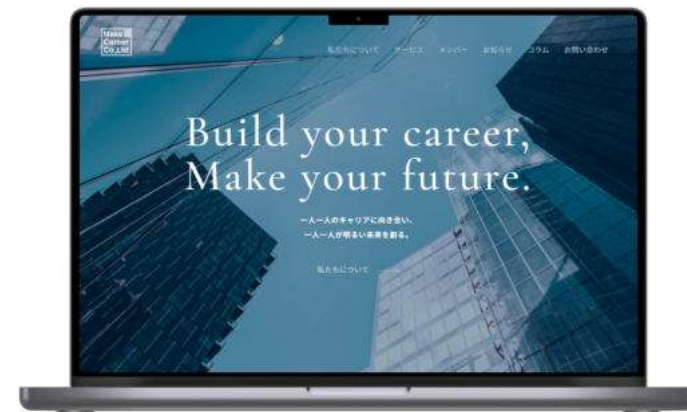 Make
Career
Co.,Ltd
私たちについて サービス メンバー お知らせ コラム お問い合わせ
Build your career,
Make your future.
一人一人のキャリアに向き合い、
一人一人が明るい未来を創る。
私たちについて